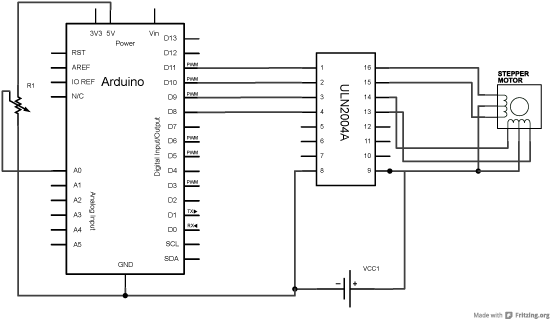 3V3 5V Vin
Power
D13
RST
D12
AREF
D11 PWM
IO REF
Arduino
D10 PWM
N/C
D9 PWM
D8
D7
D6 PWM
D5 PWM
D4
D3 PWM
D2
D1 TX
D0 RX
SCL
SDA
Digital Input/Output
R1
A0
A1
A2
A3
A4
A5
Analog Input
GND
ULN2004A
1 16
2 15
3 14
4 13
5 12
6 11
7 10
8 9
STEPPER
MOTOR
VCC1
- +
Made with Fritzing.org